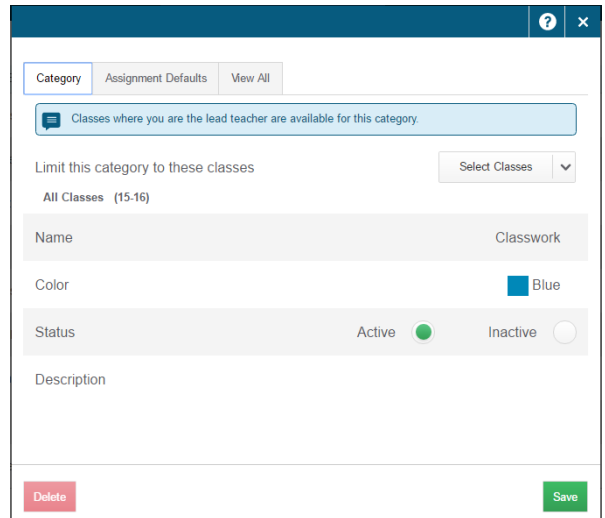 ? ×
Category Assignment Defaults View All
Classes where you are the lead teacher are available for this category.
Limit this category to these classes Select Classes
All Classes (15-16)
Name Classwork
Color Blue
Status Active Inactive
Description
Delete Save